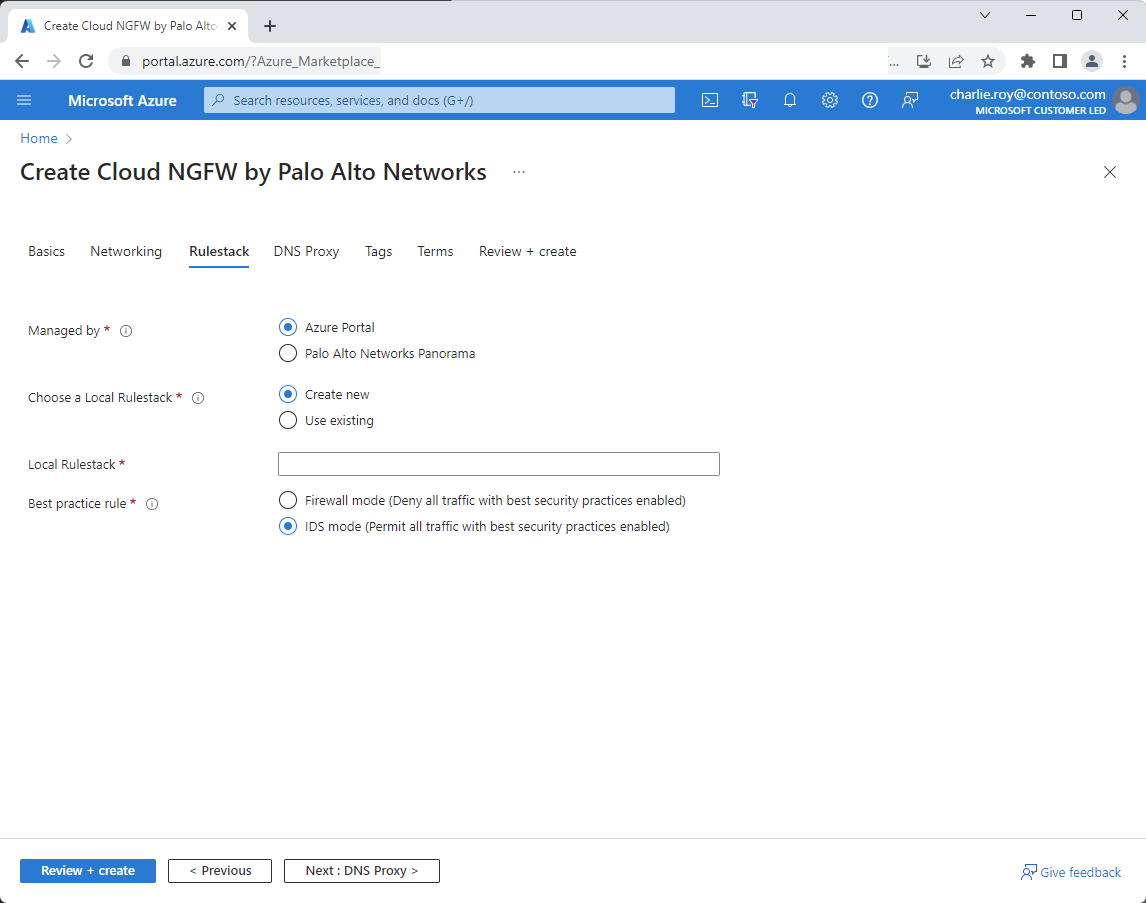 Create Cloud NGFW by Palo Alto
portal.azure.com/?Azure_Marketplace_
...
Microsoft Azure
Search resources, services, and docs (G+/)
charlie.roy@contoso.com
MICROSOFT CUSTOMER LED
Home >
Create Cloud NGFW by Palo Alto Networks ...
Basics Networking Rulestack DNS Proxy Tags Terms Review + create
Managed by *
Azure Portal
Palo Alto Networks Panorama
Choose a Local Rulestack *
Create new
Use existing
Local Rulestack *
Best practice rule *
Firewall mode (Deny all traffic with best security practices enabled)
IDS mode (Permit all traffic with best security practices enabled)
Review + create < Previous Next : DNS Proxy > Give feedback